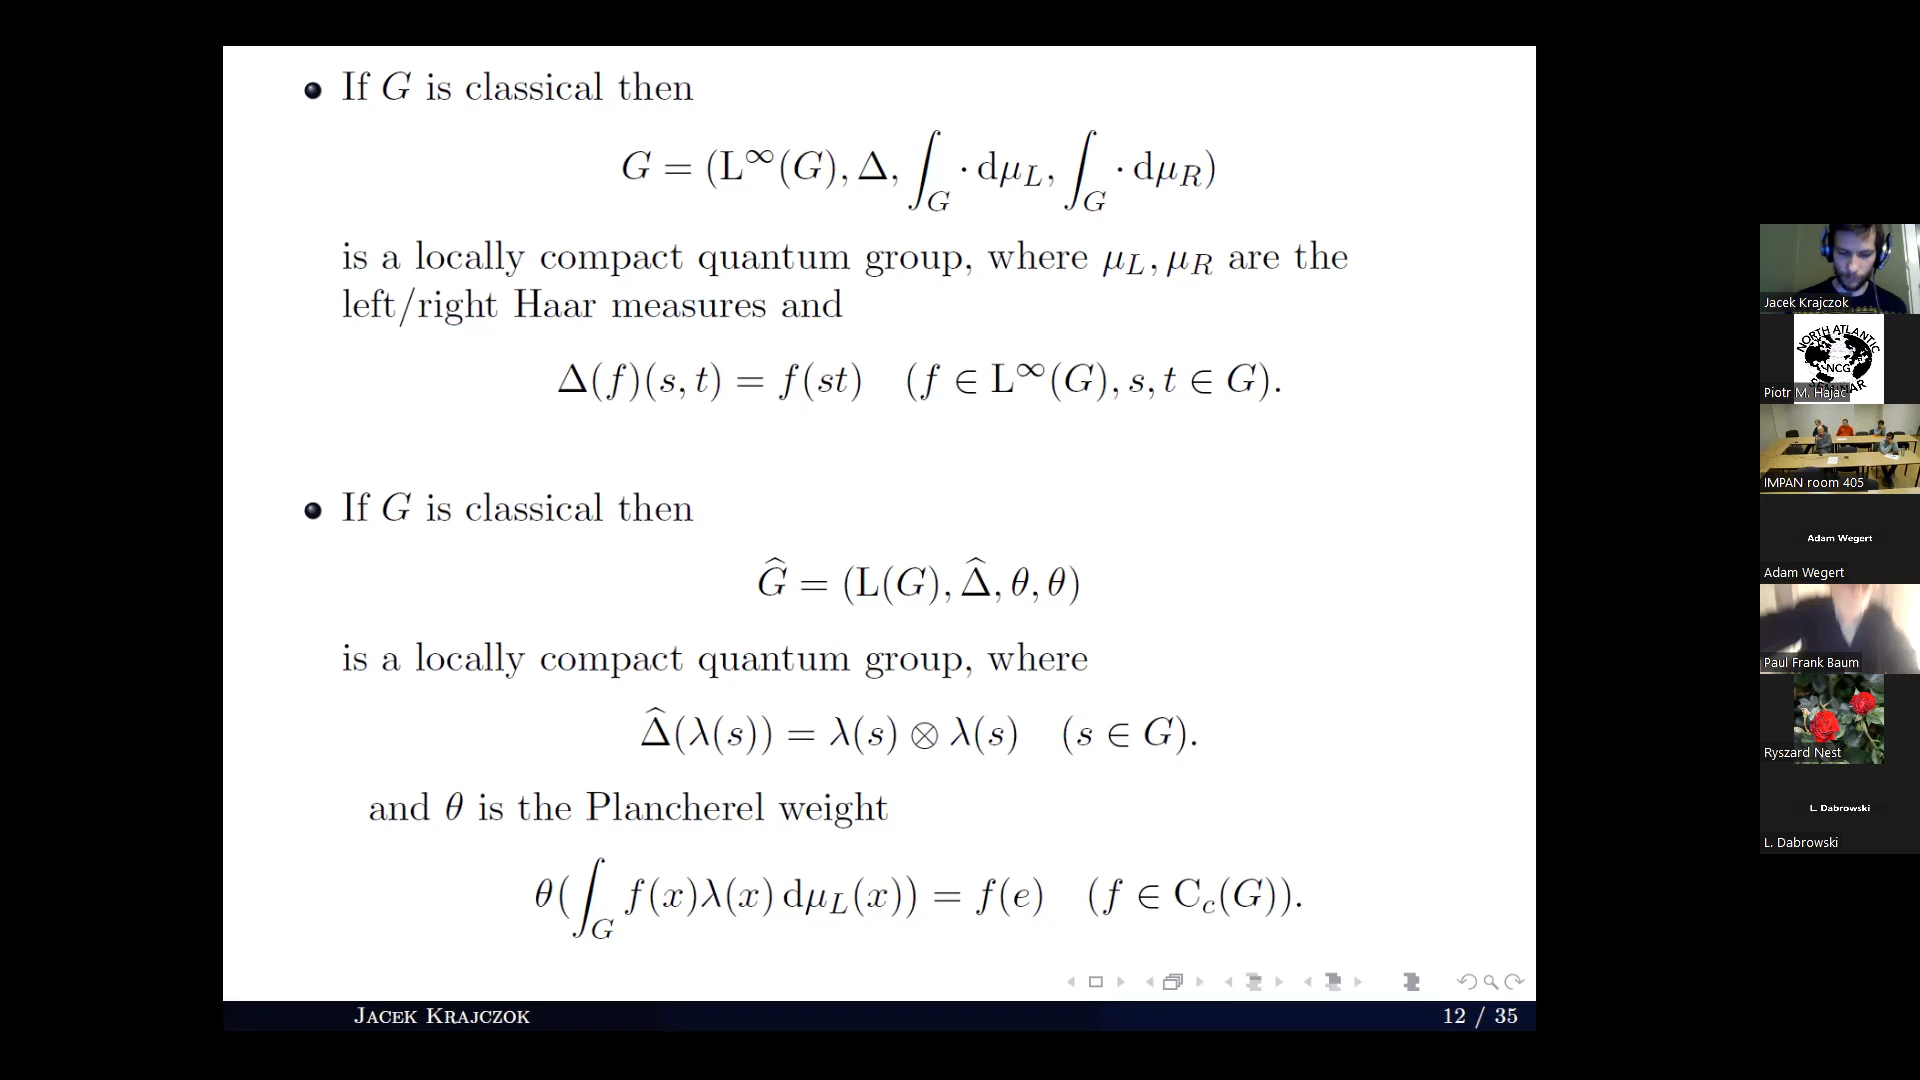 • If G is classical then
G = (L^∞(G), Δ, ∫_G · dμ_L, ∫_G · dμ_R)
is a locally compact quantum group, where μ_L, μ_R are the
left/right Haar measures and
Δ(f)(s, t) = f(st) (f ∈ L^∞(G), s, t ∈ G).
• If G is classical then
Ĝ = (L(G), Δ̂, θ, θ)
is a locally compact quantum group, where
Δ̂(λ(s)) = λ(s) ⊗ λ(s) (s ∈ G).
and θ is the Plancherel weight
θ(∫_G f(x)λ(x) dμ_L(x)) = f(e) (f ∈ C_c(G)).
JACEK KRAJCZOK
12 / 35
Jacek Krajczok
NORTH ATLANTIC
NCG
SEMINAR
Piotr M. Hajac
IMPAN room 405
Adam Wegert
Adam Wegert
Paul Frank Baum
Ryszard Nest
L. Dabrowski
L. Dabrowski